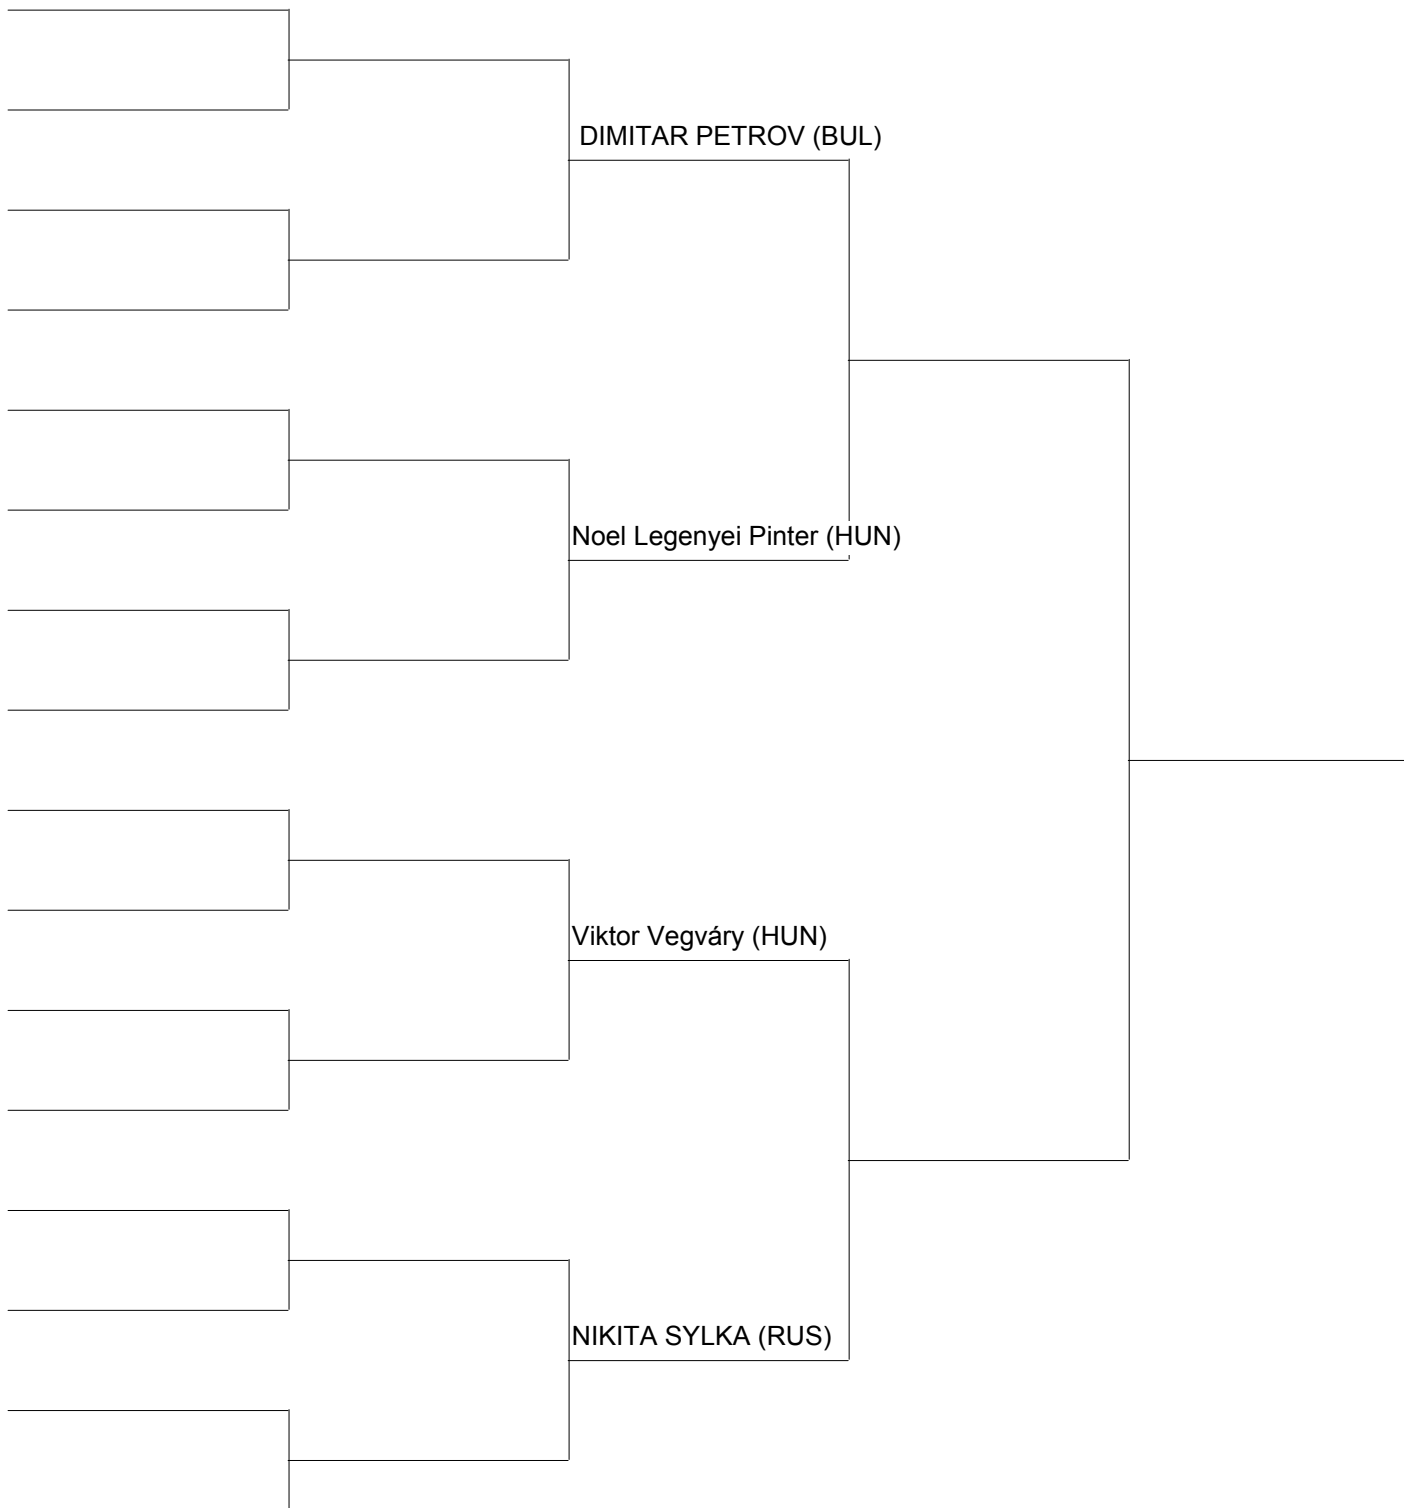 DIMITAR PETROV (BUL)
Noel Legenyei Pinter (HUN)
Viktor Vegváry (HUN)
NIKITA SYLKA (RUS)